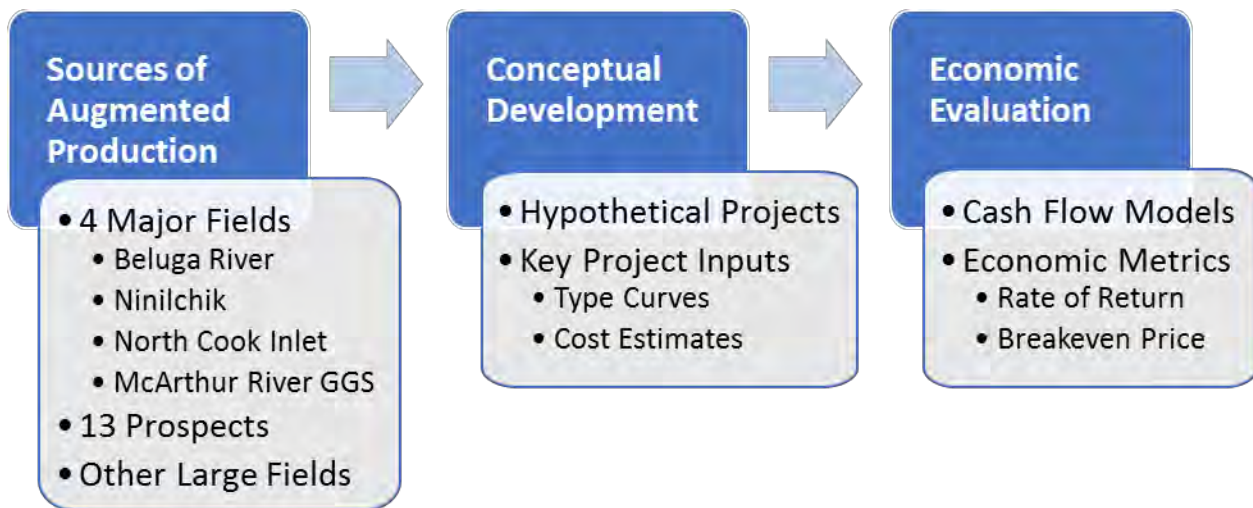 Sources of
Augmented
Production
• 4 Major Fields
• Beluga River
• Ninilchik
• North Cook Inlet
• McArthur River GGS
• 13 Prospects
• Other Large Fields
Conceptual
Development
• Hypothetical Projects
• Key Project Inputs
• Type Curves
• Cost Estimates
Economic
Evaluation
• Cash Flow Models
• Economic Metrics
• Rate of Return
• Breakeven Price